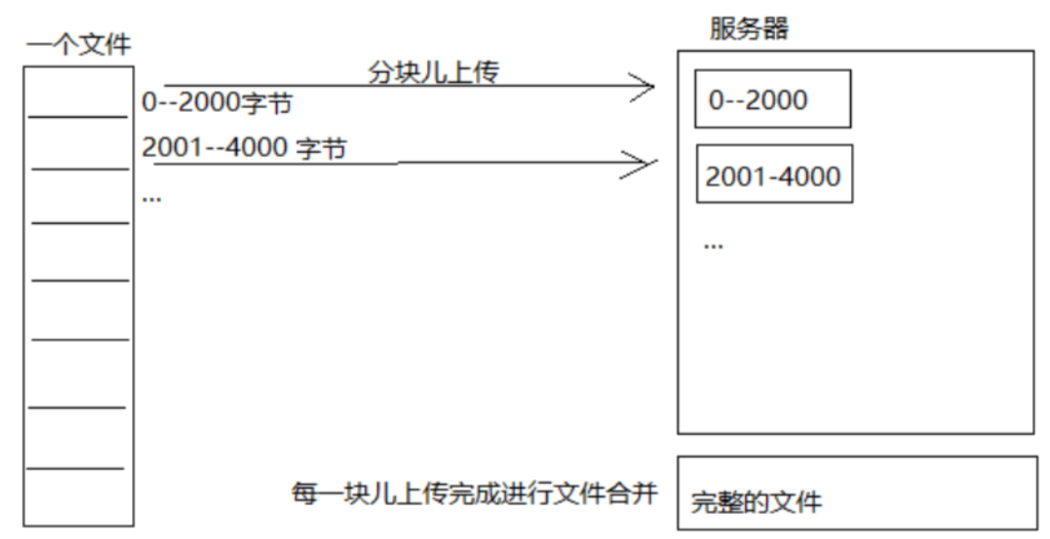 一个文件
服务器
分块儿上传
0--2000字节
0--2000
2001--4000 字节
2001-4000
...
...
每一块儿上传完成进行文件合并
完整的文件